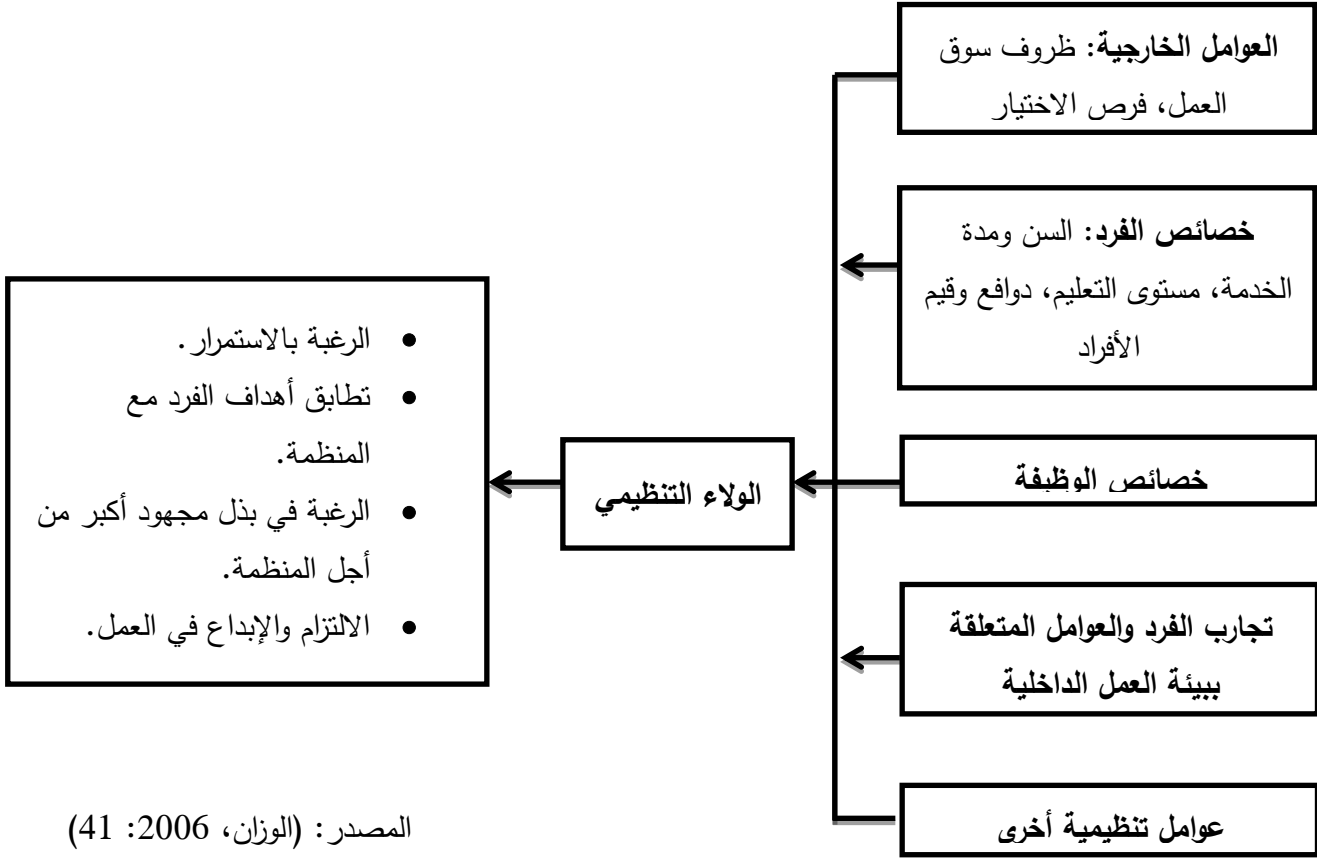 العوامل الخارجية: ظروف سوق
العمل، فرص الاختيار
خصائص الفرد: السن ومدة
الخدمة، مستوى التعليم، دوافع وقيم
الأفراد
خصائص الوظيفة
تجارب الفرد والعوامل المتعلقة
ببيئة العمل الداخلية
عوامل تنظيمية أخرى
الولاء التنظيمي
• الرغبة بالاستمرار.
• تطابق أهداف الفرد مع
المنظمة.
• الرغبة في بذل مجهود أكبر من
أجل المنظمة.
• الالتزام والإبداع في العمل.
المصدر: (الوزان، 2006: 41)